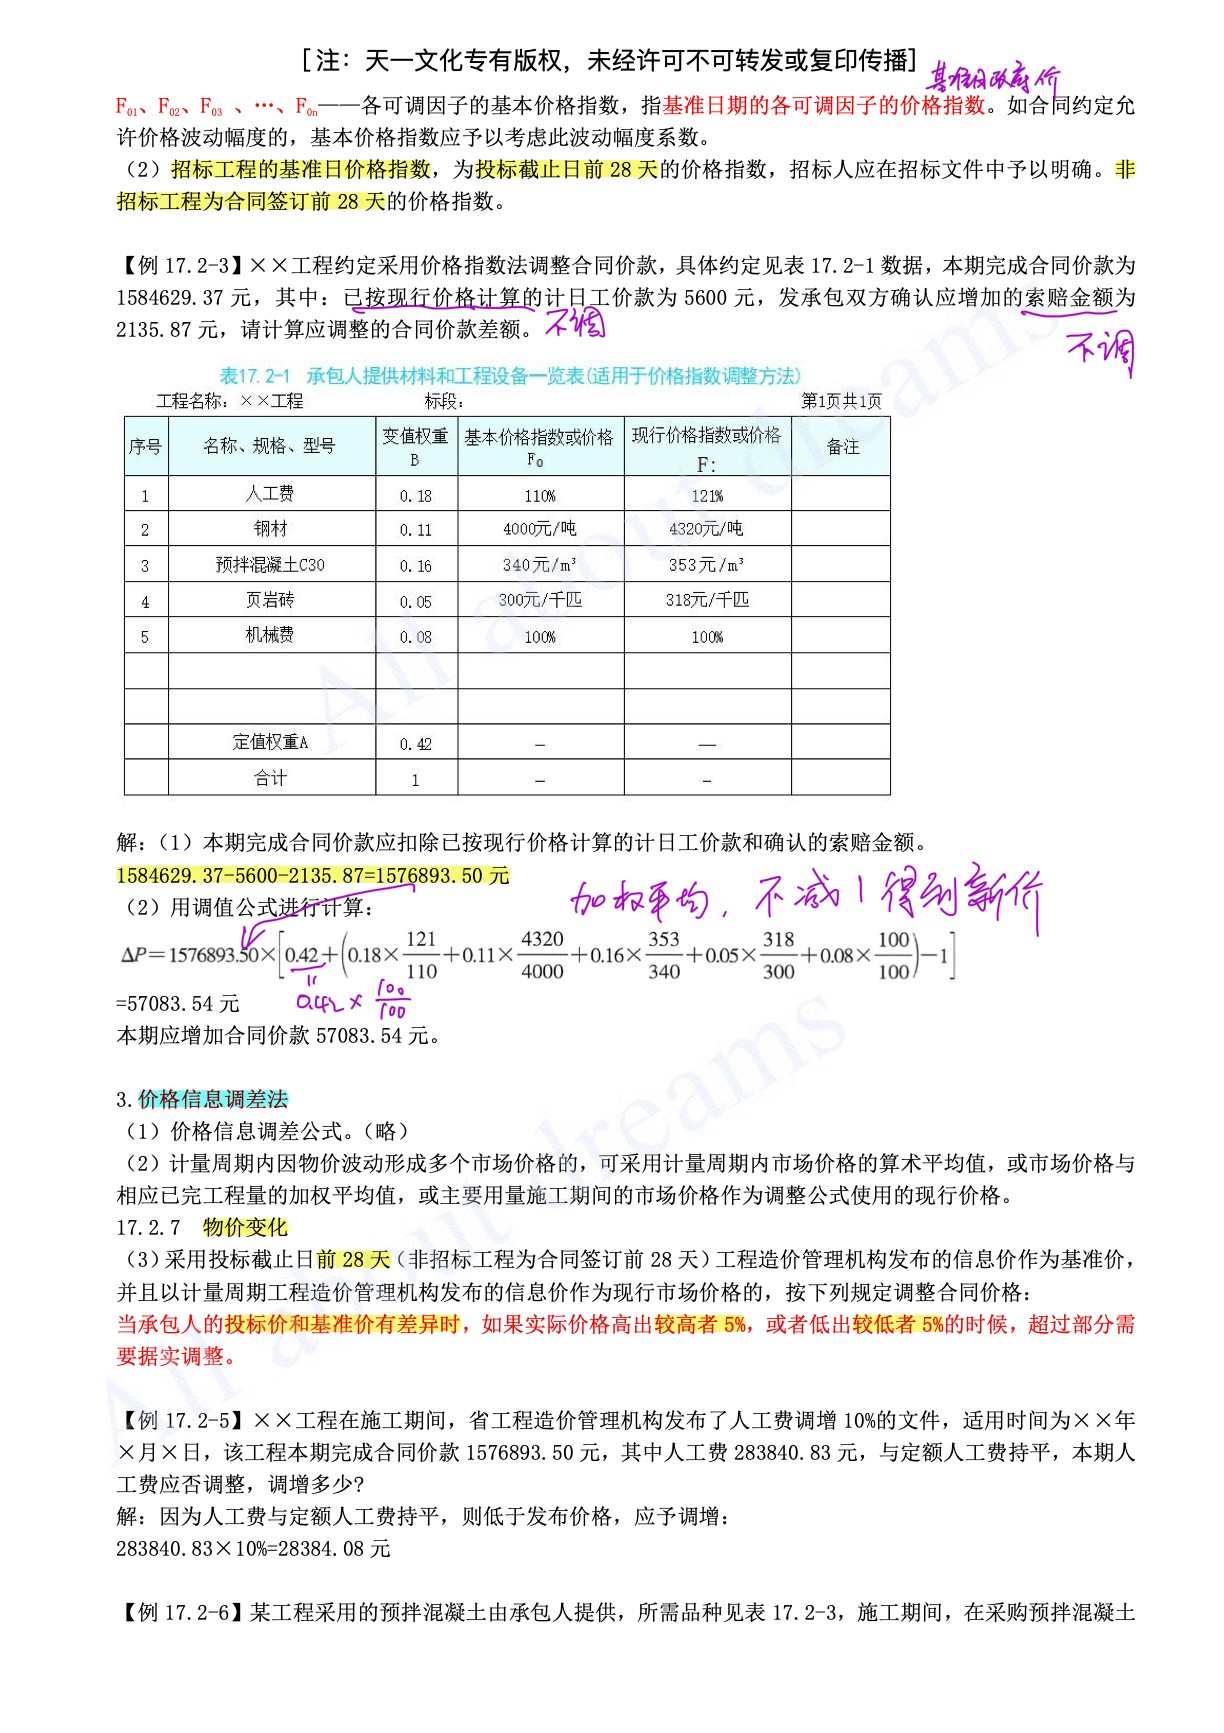 [注：天一文化专有版权，未经许可不可转发或复印传播]
基准日政府价
F01、F02、F03 、…、F0n——各可调因子的基本价格指数，指基准日期的各可调因子的价格指数。如合同约定允
许价格波动幅度的，基本价格指数应予以考虑此波动幅度系数。
（2）招标工程的基准日价格指数，为投标截止日前 28 天的价格指数，招标人应在招标文件中予以明确。非
招标工程为合同签订前 28 天的价格指数。
【例 17.2-3】××工程约定采用价格指数法调整合同价款，具体约定见表 17.2-1 数据，本期完成合同价款为
1584629.37 元，其中：已按现行价格计算的计日工价款为 5600 元，发承包双方确认应增加的索赔金额为
2135.87 元，请计算应调整的合同价款差额。 不调
不调
表17.2-1 承包人提供材料和工程设备一览表(适用于价格指数调整方法)
工程名称：××工程 标段： 第1页共1页
序号 名称、规格、型号 变值权重B 基本价格指数或价格F₀ 现行价格指数或价格F: 备注
1 人工费 0.18 110% 121%
2 钢材 0.11 4000元/吨 4320元/吨
3 预拌混凝土C30 0.16 340元/m³ 353元/m³
4 页岩砖 0.05 300元/千匹 318元/千匹
5 机械费 0.08 100% 100%
定值权重A 0.42 – —
合计 1 – –
解：（1）本期完成合同价款应扣除已按现行价格计算的计日工价款和确认的索赔金额。
1584629.37-5600-2135.87=1576893.50 元
（2）用调值公式进行计算：
加权平均，不减1得到新价
ΔP=1576893.50×[0.42+(0.18×121/110+0.11×4320/4000+0.16×353/340+0.05×318/300+0.08×100/100)-1]
=57083.54 元
0.42×100/100
本期应增加合同价款 57083.54 元。
3.价格信息调差法
（1）价格信息调差公式。（略）
（2）计量周期内因物价波动形成多个市场价格的，可采用计量周期内市场价格的算术平均值，或市场价格与
相应已完工程量的加权平均值，或主要用量施工期间的市场价格作为调整公式使用的现行价格。
17.2.7 物价变化
（3）采用投标截止日前 28 天（非招标工程为合同签订前 28 天）工程造价管理机构发布的信息价作为基准价，
并且以计量周期工程造价管理机构发布的信息价作为现行市场价格的，按下列规定调整合同价格：
当承包人的投标价和基准价有差异时，如果实际价格高出较高者 5%，或者低出较低者 5%的时候，超过部分需
要据实调整。
【例 17.2-5】××工程在施工期间，省工程造价管理机构发布了人工费调增 10%的文件，适用时间为××年
×月×日，该工程本期完成合同价款 1576893.50 元，其中人工费 283840.83 元，与定额人工费持平，本期人
工费应否调整，调增多少?
解：因为人工费与定额人工费持平，则低于发布价格，应予调增：
283840.83×10%=28384.08 元
【例 17.2-6】某工程采用的预拌混凝土由承包人提供，所需品种见表 17.2-3，施工期间，在采购预拌混凝土
All about dreams
All about dreams